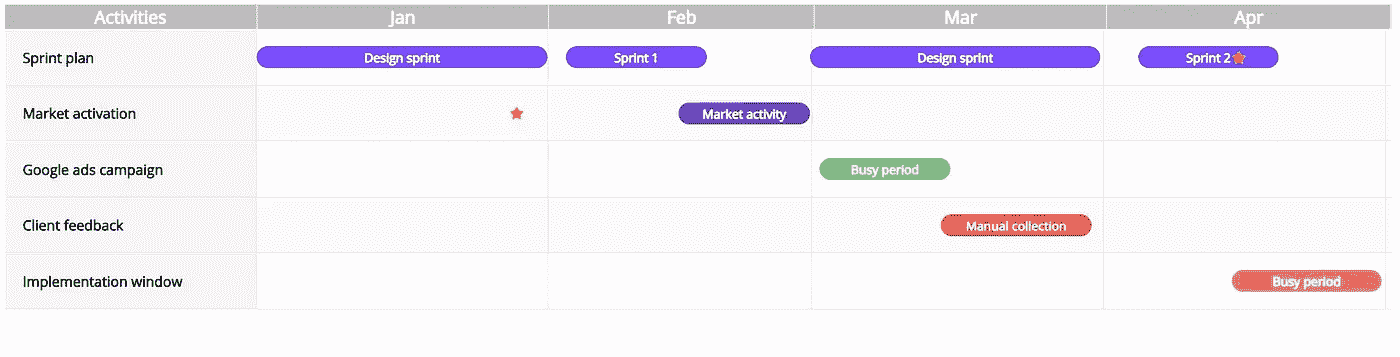 Activities Jan Feb Mar Apr
Sprint plan Design sprint Sprint 1 Design sprint Sprint 2
Market activation Market activity
Google ads campaign Busy period
Client feedback Manual collection
Implementation window Busy period